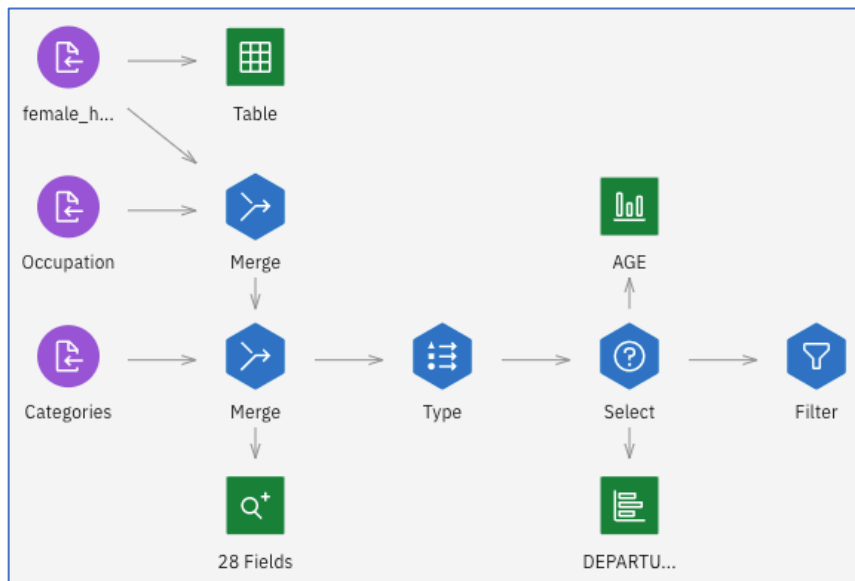 female_h...
Table
Occupation
Merge
AGE
Categories
Merge
Type
Select
Filter
28 Fields
DEPARTU...